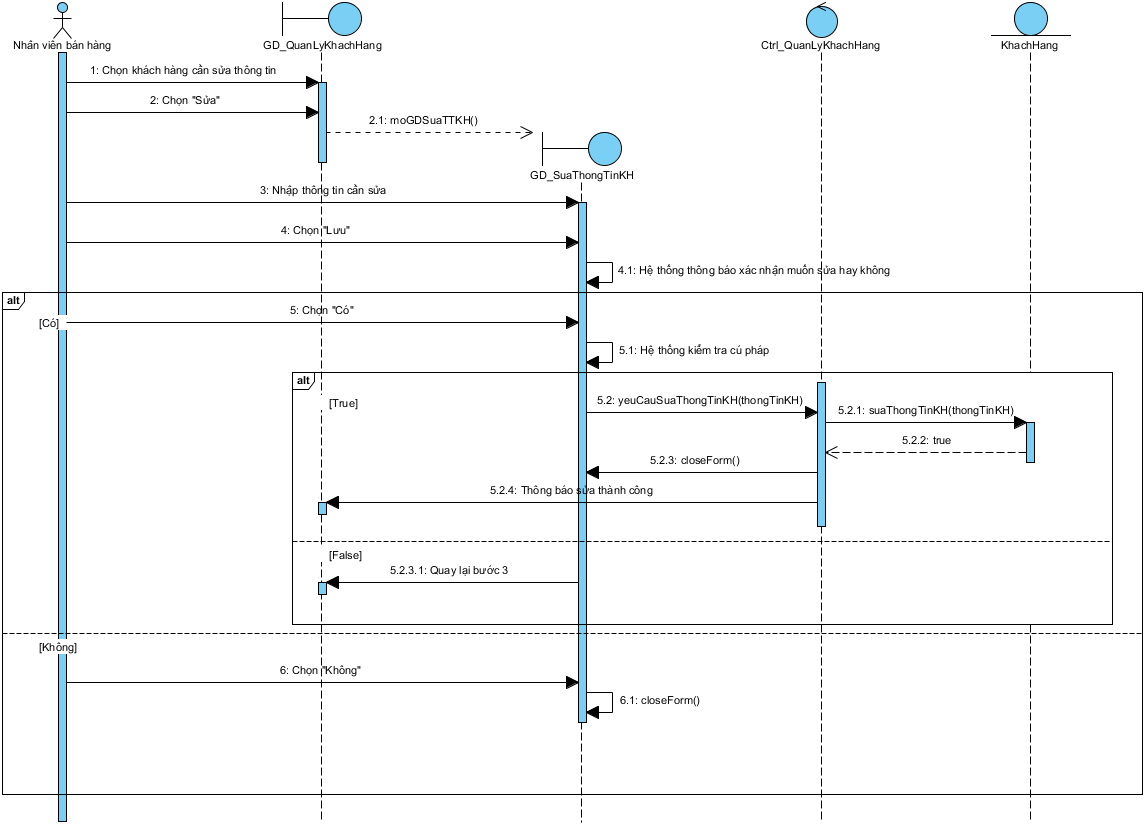 Nhân viên bán hàng
GD_QuanLyKhachHang
Ctrl_QuanLyKhachHang
KhachHang
1: Chọn khách hàng cần sửa thông tin
2: Chọn "Sửa"
2.1: moGDSuaTTKH()
GD_SuaThongTinKH
3: Nhập thông tin cần sửa
4: Chọn "Lưu"
4.1: Hệ thống thông báo xác nhận muốn sửa hay không
alt
[Có]
5: Chọn "Có"
5.1: Hệ thống kiểm tra cú pháp
alt
[True]
5.2: yeuCauSuaThongTinKH(thongTinKH)
5.2.1: suaThongTinKH(thongTinKH)
5.2.2: true
5.2.3: closeForm()
5.2.4: Thông báo sửa thành công
[False]
5.2.3.1: Quay lại bước 3
[Không]
6: Chọn "Không"
6.1: closeForm()